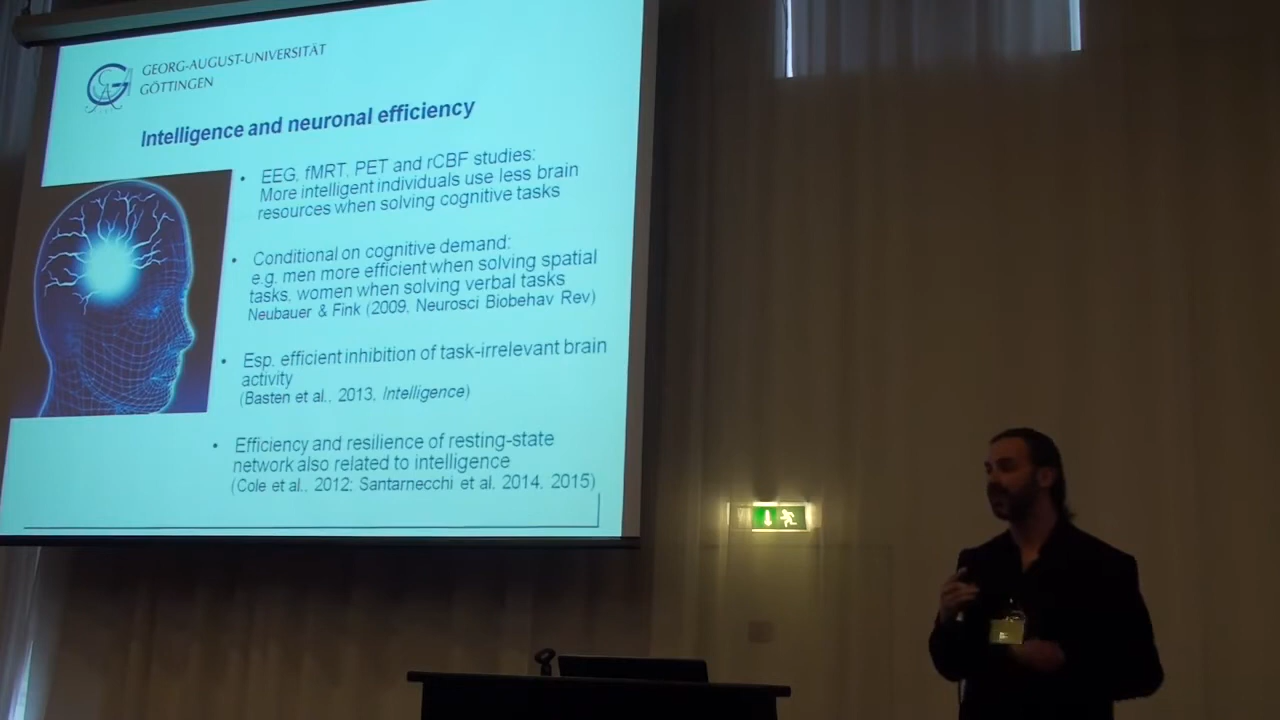 GEORG-AUGUST-UNIVERSITÄT
GÖTTINGEN
Intelligence and neuronal efficiency
• EEG, fMRT, PET and rCBF studies:
More intelligent individuals use less brain
resources when solving cognitive tasks
• Conditional on cognitive demand:
e.g. men more efficient when solving spatial
tasks, women when solving verbal tasks
Neubauer & Fink (2009, Neurosci Biobehav Rev)
• Esp. efficient inhibition of task-irrelevant brain
activity
(Basten et al., 2013, Intelligence)
• Efficiency and resilience of resting-state
network also related to intelligence
(Cole et al., 2012; Santarnecchi et al. 2014, 2015)